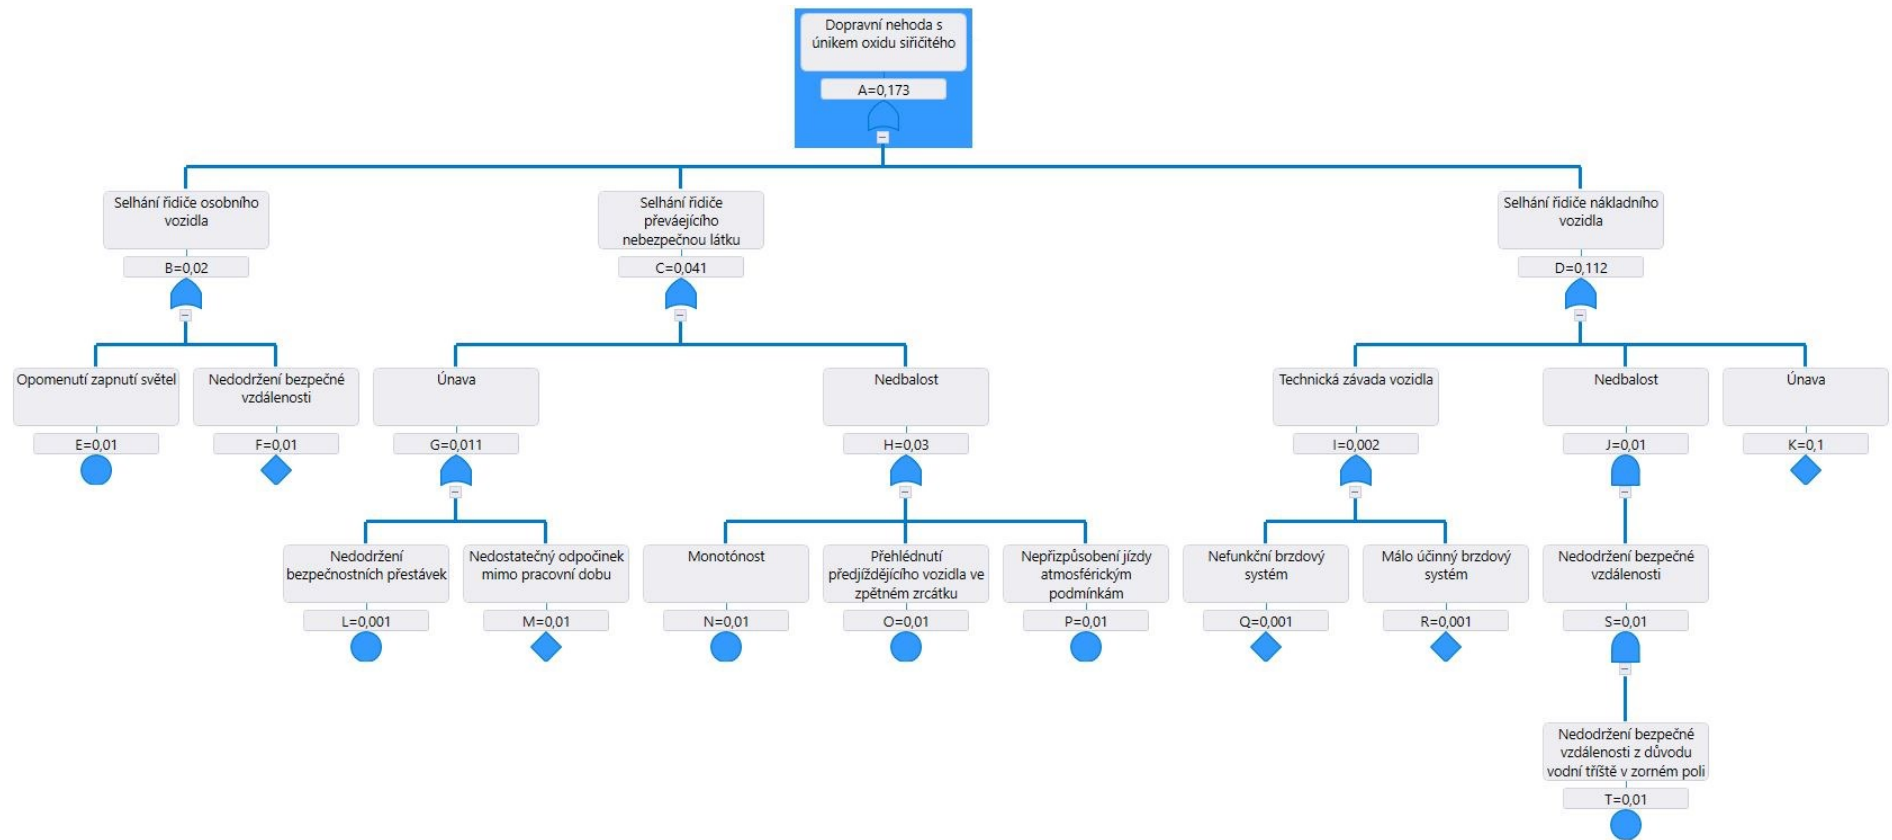 Dopravní nehoda s
únikem oxidu siřičitého
A=0,173
Selhání řidiče osobního
vozidla
B=0,02
Selhání řidiče
převáejícího
nebezpečnou látku
C=0,041
Selhání řidiče nákladního
vozidla
D=0,112
Opomenutí zapnutí světel
E=0,01
Nedodržení bezpečné
vzdálenosti
F=0,01
Únava
G=0,011
Nedbalost
H=0,03
Technická závada vozidla
I=0,002
Nedbalost
J=0,01
Únava
K=0,1
Nedodržení
bezpečnostních přestávek
L=0,001
Nedostatečný odpočinek
mimo pracovní dobu
M=0,01
Monotónost
N=0,01
Přehlédnutí
předjíždějícího vozidla ve
zpětném zrcátku
O=0,01
Nepřizpůsobení jízdy
atmosférickým
podmínkám
P=0,01
Nefunkční brzdový
systém
Q=0,001
Málo účinný brzdový
systém
R=0,001
Nedodržení bezpečné
vzdálenosti
S=0,01
Nedodržení bezpečné
vzdálenosti z důvodu
vodní tříště v zorném poli
T=0,01